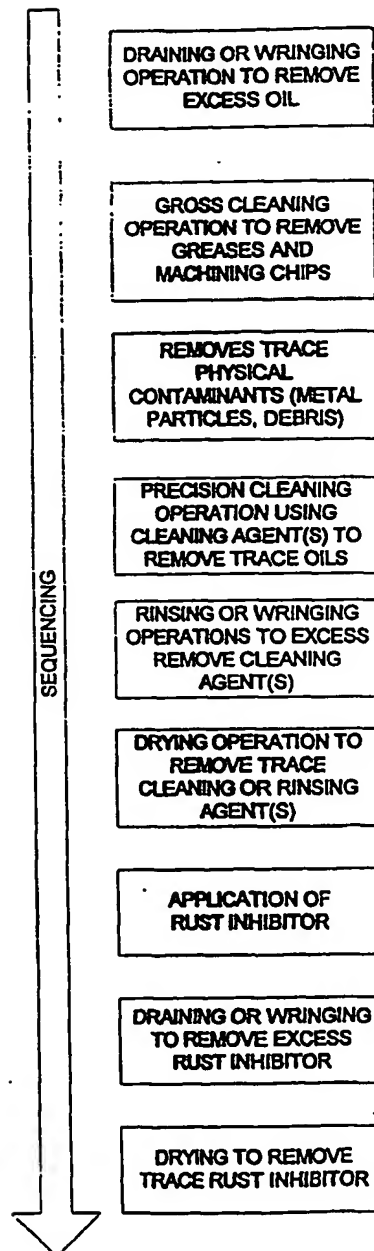 DRAINING OR WRINGING
OPERATION TO REMOVE
EXCESS OIL
GROSS CLEANING
OPERATION TO REMOVE
GREASES AND
MACHINING CHIPS
REMOVES TRACE
PHYSICAL
CONTAMINANTS (METAL
PARTICLES, DEBRIS)
PRECISION CLEANING
OPERATION USING
CLEANING AGENT(S) TO
REMOVE TRACE OILS
RINSING OR WRINGING
OPERATIONS TO EXCESS
REMOVE CLEANING
AGENT(S)
DRYING OPERATION TO
REMOVE TRACE
CLEANING OR RINSING
AGENT(S)
APPLICATION OF
RUST INHIBITOR
DRAINING OR WRINGING
TO REMOVE EXCESS
RUST INHIBITOR
DRYING TO REMOVE
TRACE RUST INHIBITOR
SEQUENCING